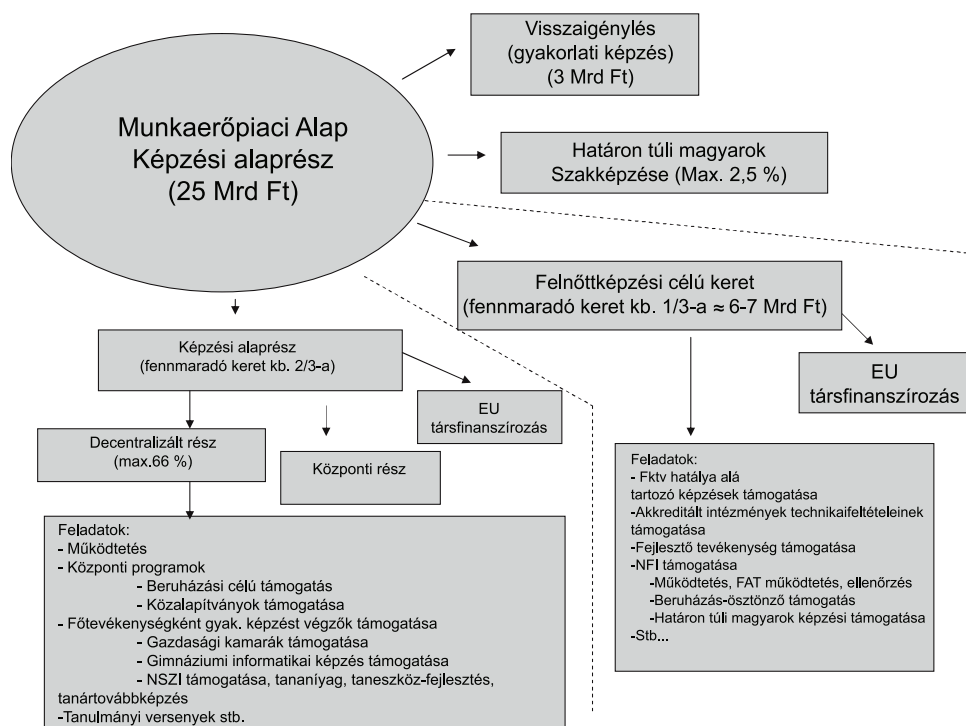 Munkaerőpiaci Alap
Képzési alaprész
(25 Mrd Ft)
Visszaigénylés
(gyakorlati képzés)
(3 Mrd Ft)
Határon túli magyarok
Szakképzése (Max. 2,5 %)
Felnőttképzési célú keret
(fennmaradó keret kb. 1/3-a ≈ 6-7 Mrd Ft)
EU
társfinanszírozás
Képzési alaprész
(fennmaradó keret kb. 2/3-a)
EU
társfinanszírozás
Decentralizált rész
(max.66 %)
Központi rész
Feladatok:
- Működtetés
- Központi programok
- Beruházási célú támogatás
- Közalapítványok támogatása
- Főtevékenységként gyak. képzést végzők támogatása
- Gazdasági kamarák támogatása
- Gimnáziumi informatikai képzés támogatása
- NSZI támogatása, tananíyag, taneszköz-fejlesztés,
tanártovábbképzés
-Tanulmányi versenyek stb.
Feladatok:
- Fktv hatálya alá
tartozó képzések támogatása
-Akkreditált intézmények technikaifeltételeinek
támogatása
-Fejlesztő tevékenység támogatása
-NFI támogatása
-Működtetés, FAT működtetés, ellenőrzés
-Beruházás-ösztönző támogatás
-Határon túli magyarok képzési támogatása
-Stb...